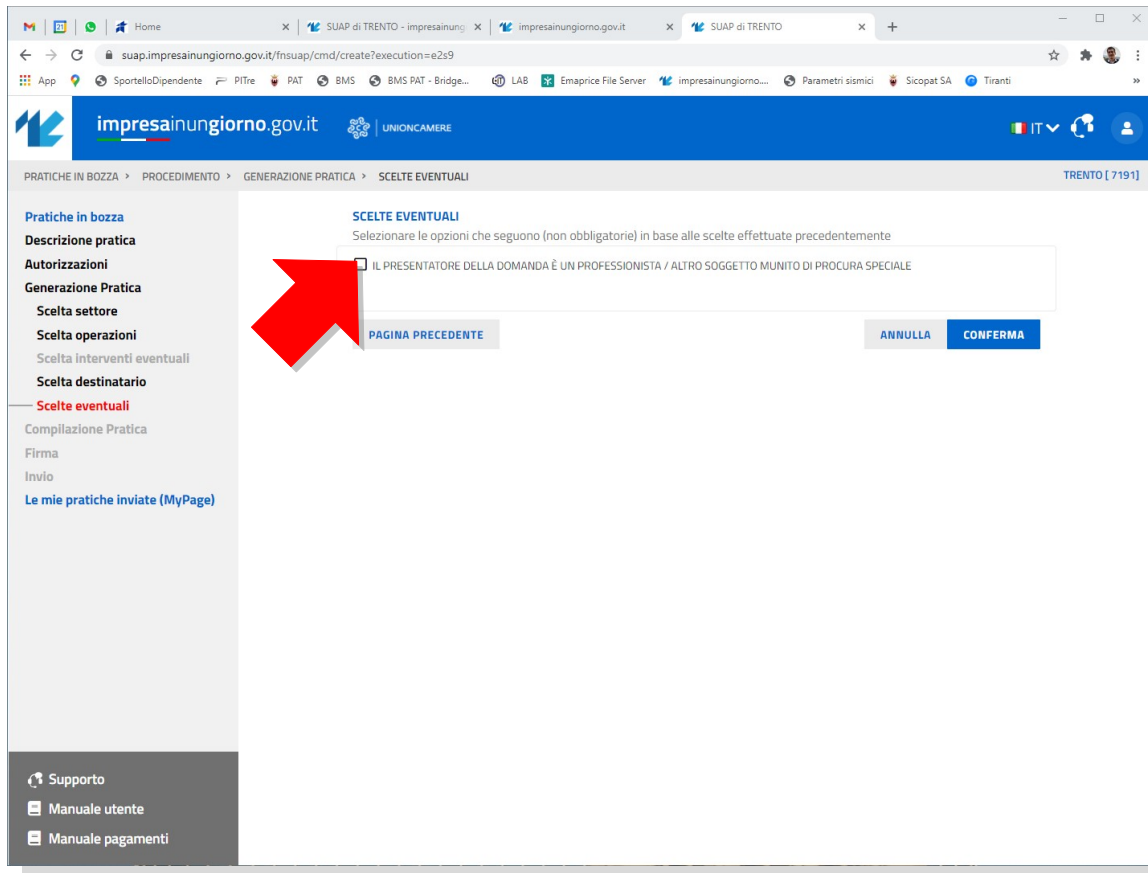 21
Home
SUAP di TRENTO - impresainung
impresainungiorno.gov.it
SUAP di TRENTO
suap.impresainungiorno.gov.it/fnsuap/cmd/create?execution=e2s9
App
SportelloDipendente
PITre
PAT
BMS
BMS PAT - Bridge...
LAB
Emaprice File Server
impresainungiorno....
Parametri sismici
Sicopat SA
Tiranti
»
impresainungiorno.gov.it
UNIONCAMERE
IT
PRATICHE IN BOZZA > PROCEDIMENTO > GENERAZIONE PRATICA > SCELTE EVENTUALI
TRENTO [ 7191]
Pratiche in bozza
Descrizione pratica
Autorizzazioni
Generazione Pratica
Scelta settore
Scelta operazioni
Scelta interventi eventuali
Scelta destinatario
Scelte eventuali
Compilazione Pratica
Firma
Invio
Le mie pratiche inviate (MyPage)
SCELTE EVENTUALI
Selezionare le opzioni che seguono (non obbligatorie) in base alle scelte effettuate precedentemente
IL PRESENTATORE DELLA DOMANDA È UN PROFESSIONISTA / ALTRO SOGGETTO MUNITO DI PROCURA SPECIALE
PAGINA PRECEDENTE
ANNULLA
CONFERMA
Supporto
Manuale utente
Manuale pagamenti